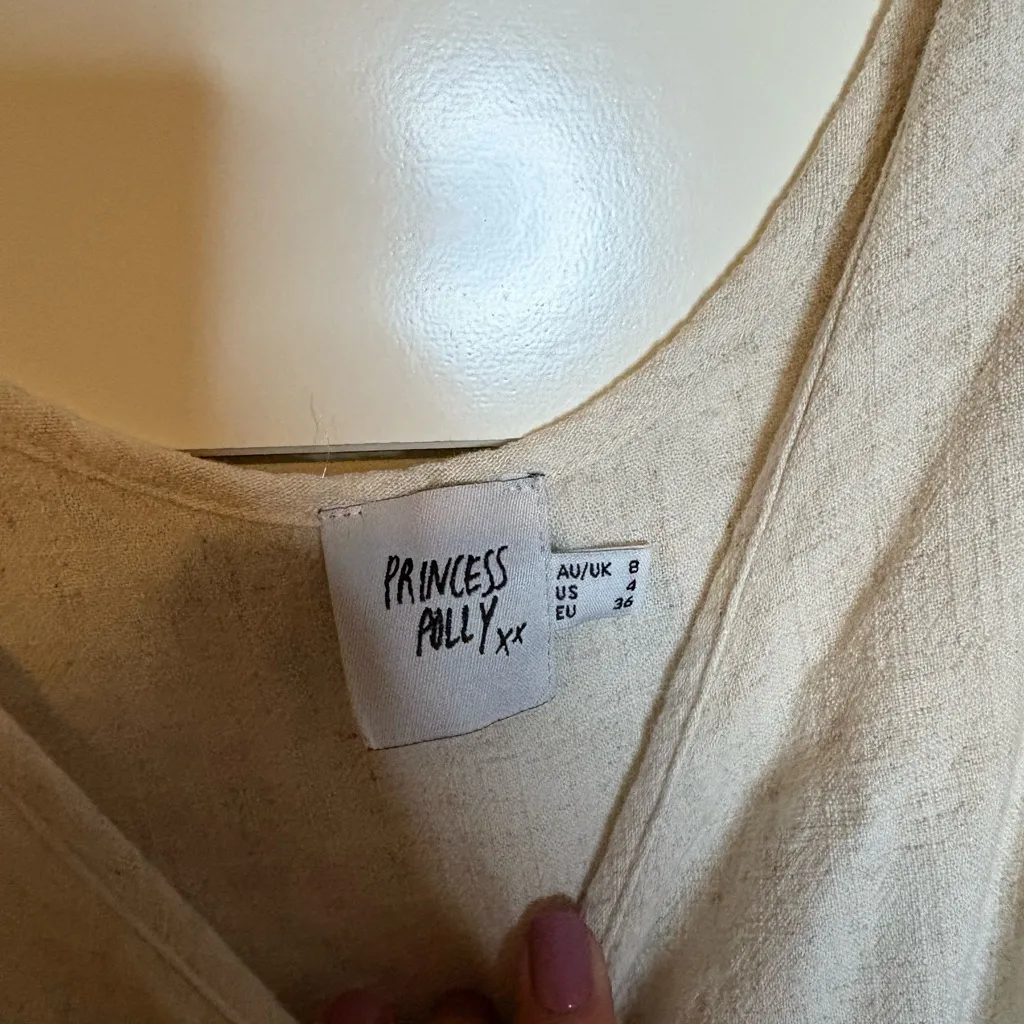 PRINCESS
POLLY xx
AU/UK 8
US 4
EU 36